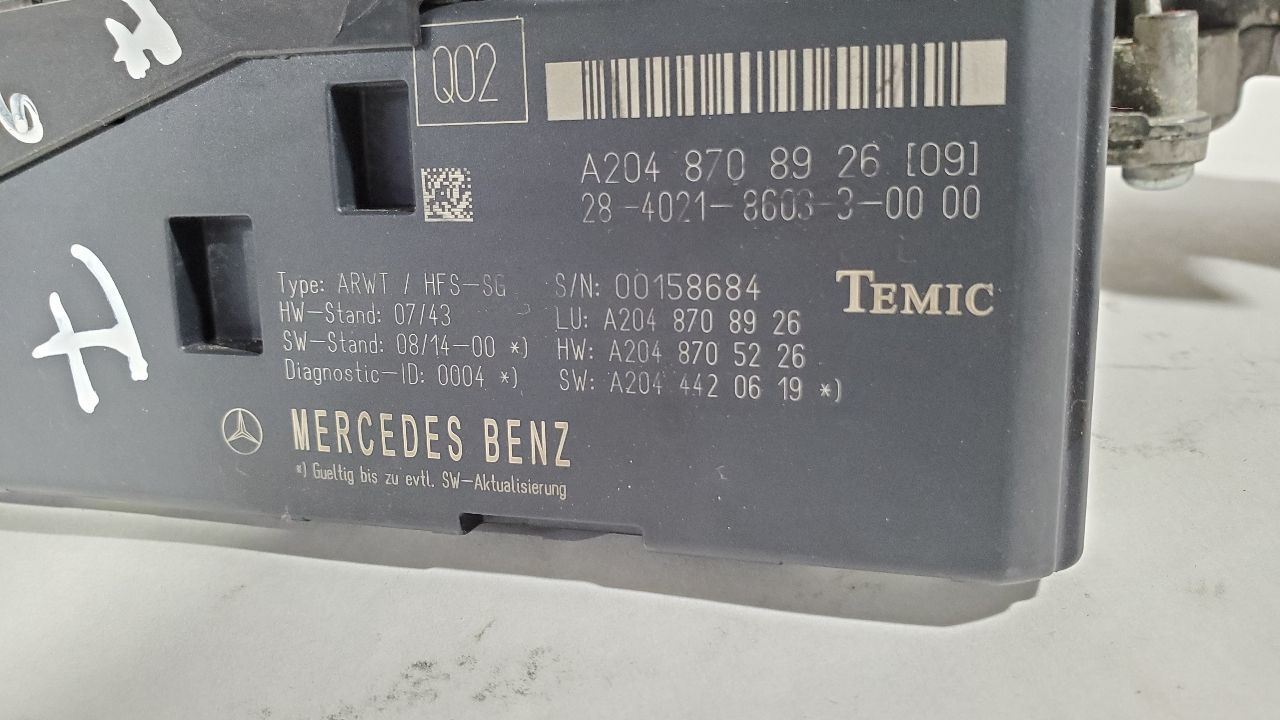 Q02
A204 870 89 26 [09]
28-4021-8603-3-00 00
Type: ARWT / HFS-SG
HW-Stand: 07/43
SW-Stand: 08/14-00 *)
Diagnostic-ID: 0004 *)
S/N: 00158684
LU: A204 870 89 26
HW: A204 870 52 26
SW: A204 442 06 19 *)
TEMIC
MERCEDES BENZ
*) Gueltig bis zu evtl. SW-Aktualisierung